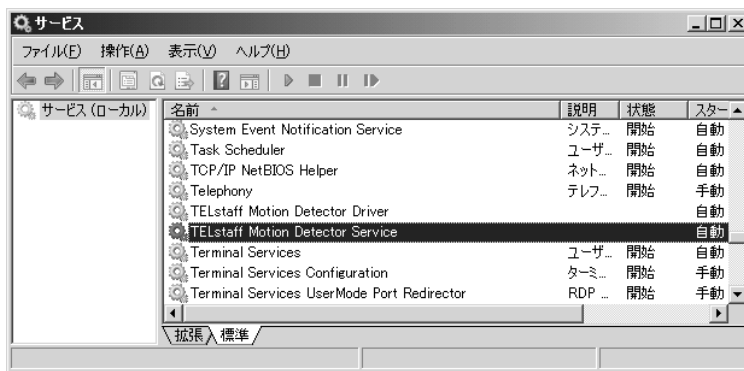 サービス
ファイル(F) 操作(A) 表示(V) ヘルプ(H)
サービス (ローカル)
名前 説明 状態 スター
System Event Notification Service システ... 開始 自動
Task Scheduler ユーザ... 開始 自動
TCP/IP NetBIOS Helper ネット... 開始 自動
Telephony テレフ... 開始 手動
TELstaff Motion Detector Driver 自動
TELstaff Motion Detector Service 自動
Terminal Services ユーザ... 開始 自動
Terminal Services Configuration ターミ... 開始 手動
Terminal Services UserMode Port Redirector RDP ... 開始 手動
拡張 標準